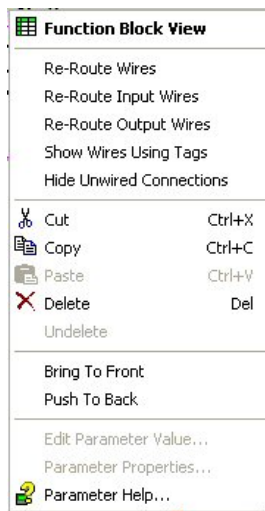 Function Block View
Re-Route Wires
Re-Route Input Wires
Re-Route Output Wires
Show Wires Using Tags
Hide Unwired Connections
Cut Ctrl+X
Copy Ctrl+C
Paste Ctrl+V
Delete Del
Undelete
Bring To Front
Push To Back
Edit Parameter Value...
Parameter Properties...
Parameter Help...